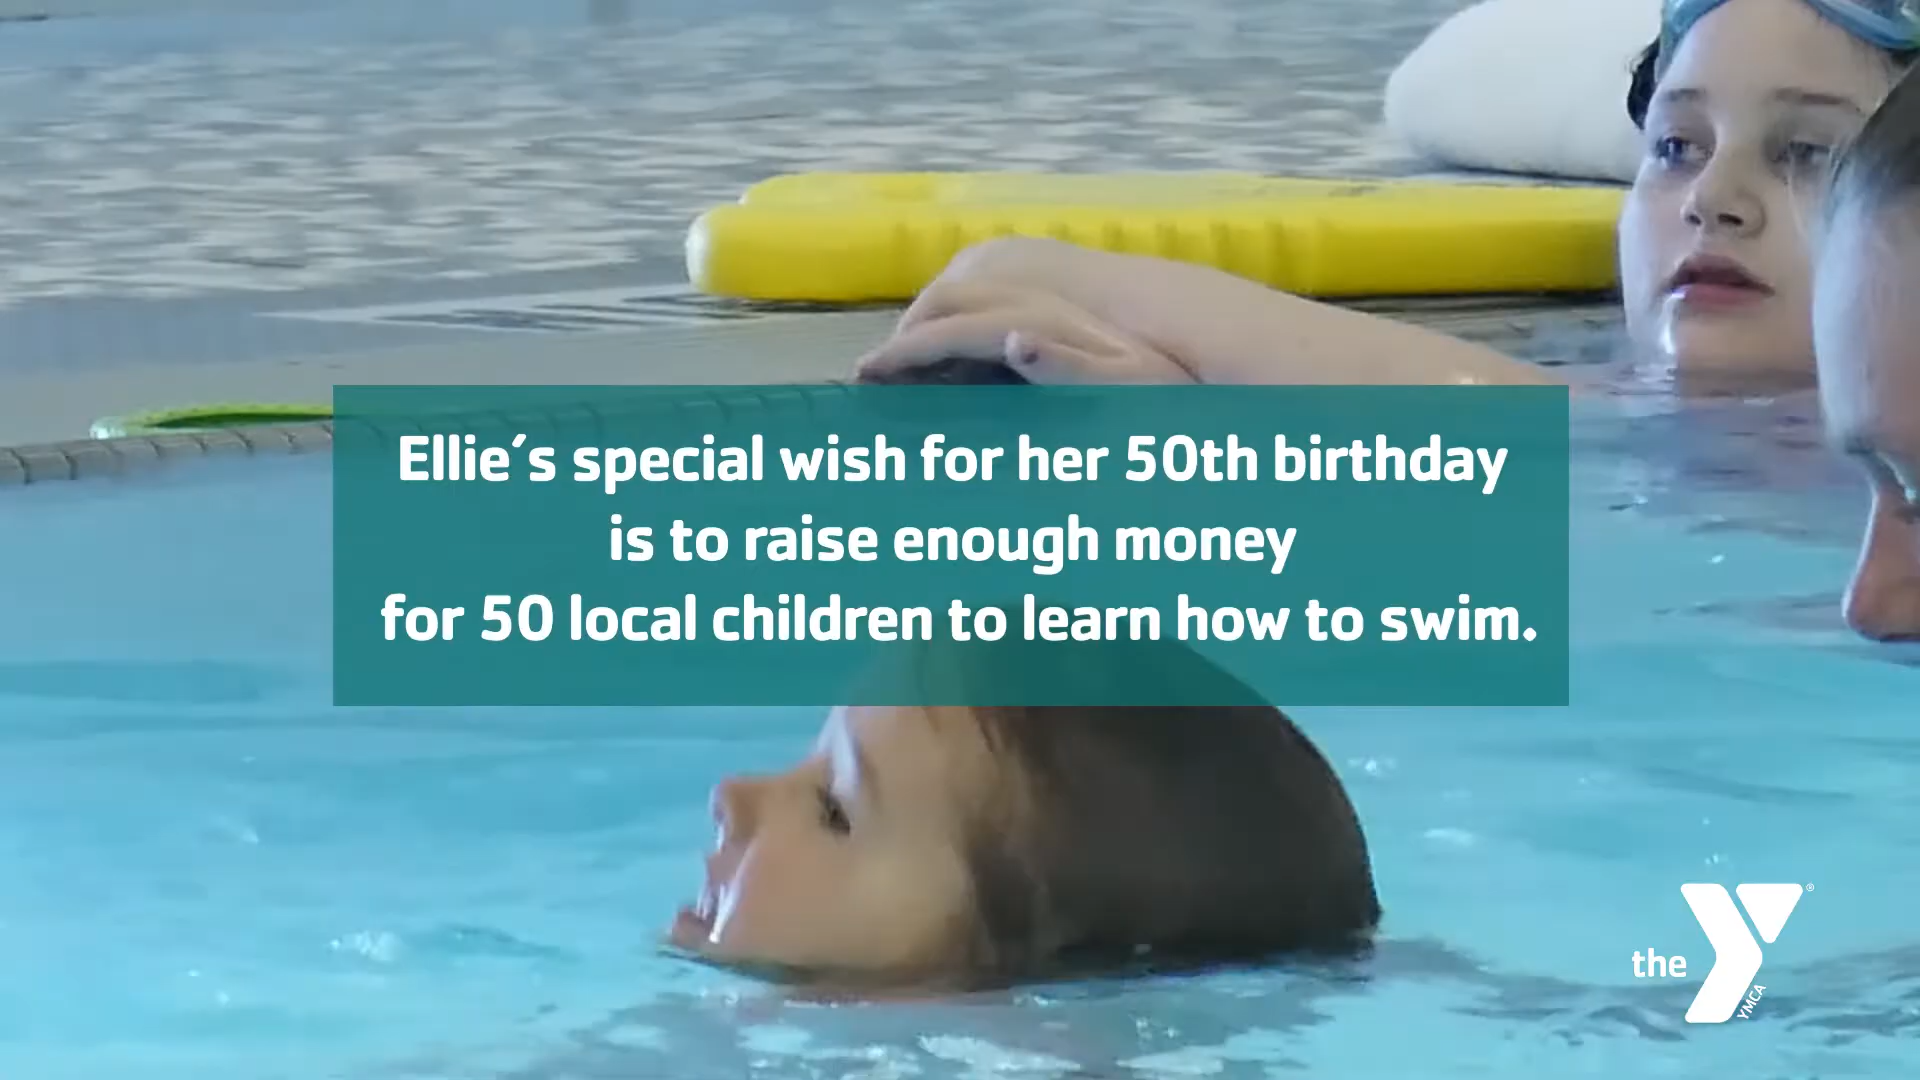 Ellie's special wish for her 50th birthday
is to raise enough money
for 50 local children to learn how to swim.
the
YMCA
®